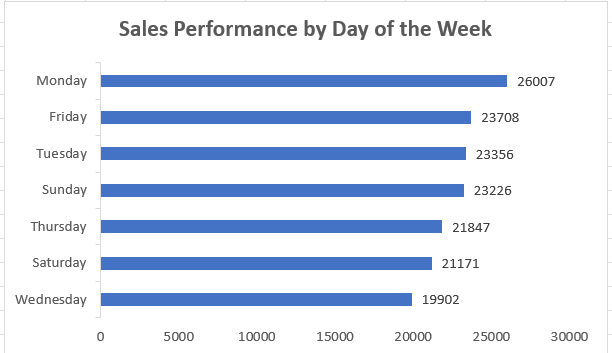 Sales Performance by Day of the Week
Monday 26007
Friday 23708
Tuesday 23356
Sunday 23226
Thursday 21847
Saturday 21171
Wednesday 19902
0 5000 10000 15000 20000 25000 30000